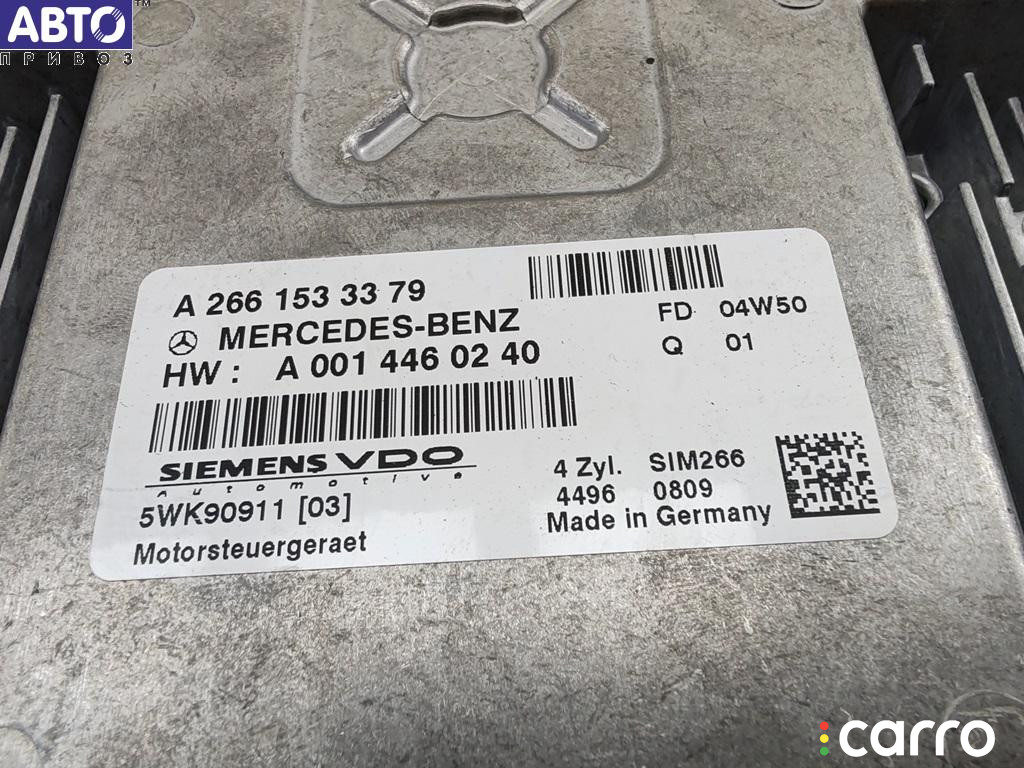 АВТО TM
ПРИВОЗ
A 266 153 33 79
MERCEDES-BENZ
HW : A 001 446 02 40
FD 04W50
Q 01
SIEMENS VDO
Automotive
5WK90911 [03]
Motorsteuergeraet
4 Zyl. SIM266
4496 0809
Made in Germany
carro